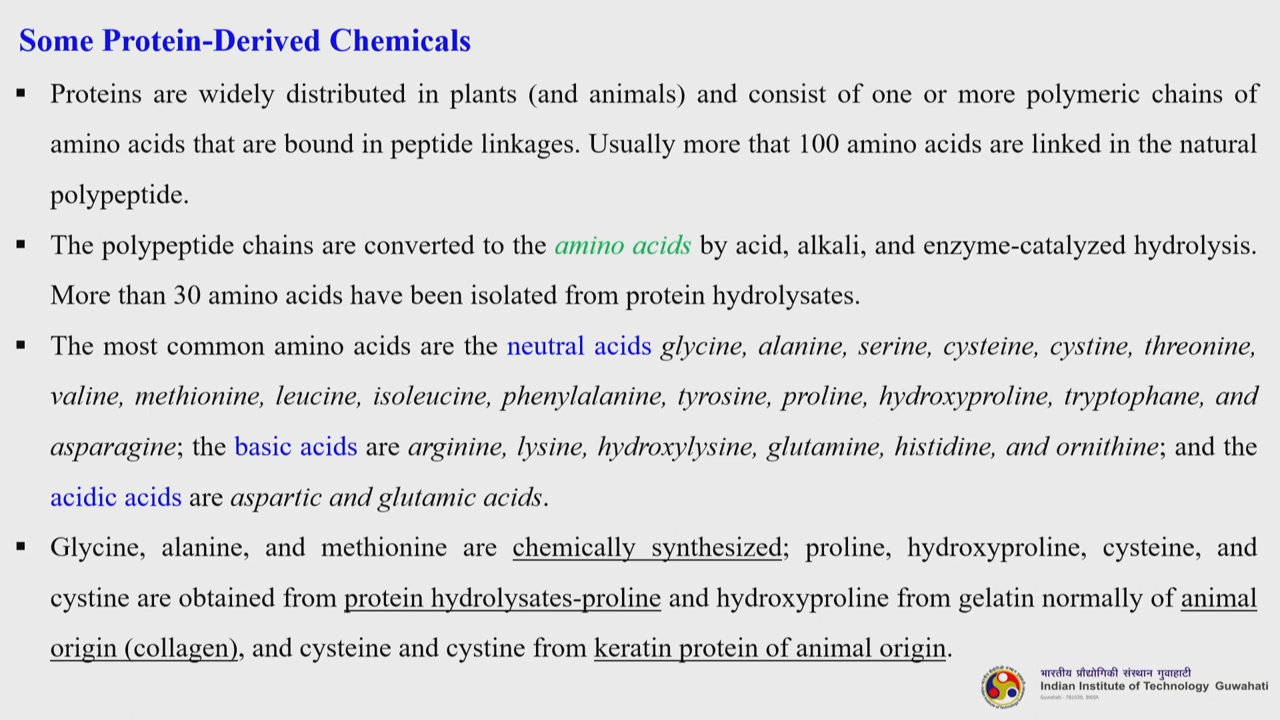 Some Protein-Derived Chemicals
▪ Proteins are widely distributed in plants (and animals) and consist of one or more polymeric chains of
amino acids that are bound in peptide linkages. Usually more that 100 amino acids are linked in the natural
polypeptide.
▪ The polypeptide chains are converted to the amino acids by acid, alkali, and enzyme-catalyzed hydrolysis.
More than 30 amino acids have been isolated from protein hydrolysates.
▪ The most common amino acids are the neutral acids glycine, alanine, serine, cysteine, cystine, threonine,
valine, methionine, leucine, isoleucine, phenylalanine, tyrosine, proline, hydroxyproline, tryptophane, and
asparagine; the basic acids are arginine, lysine, hydroxylysine, glutamine, histidine, and ornithine; and the
acidic acids are aspartic and glutamic acids.
▪ Glycine, alanine, and methionine are chemically synthesized; proline, hydroxyproline, cysteine, and
cystine are obtained from protein hydrolysates-proline and hydroxyproline from gelatin normally of animal
origin (collagen), and cysteine and cystine from keratin protein of animal origin.
भारतीय प्रौद्योगिकी संस्थान गुवाहाटी
Indian Institute of Technology Guwahati
Guwahati - 781039, INDIA